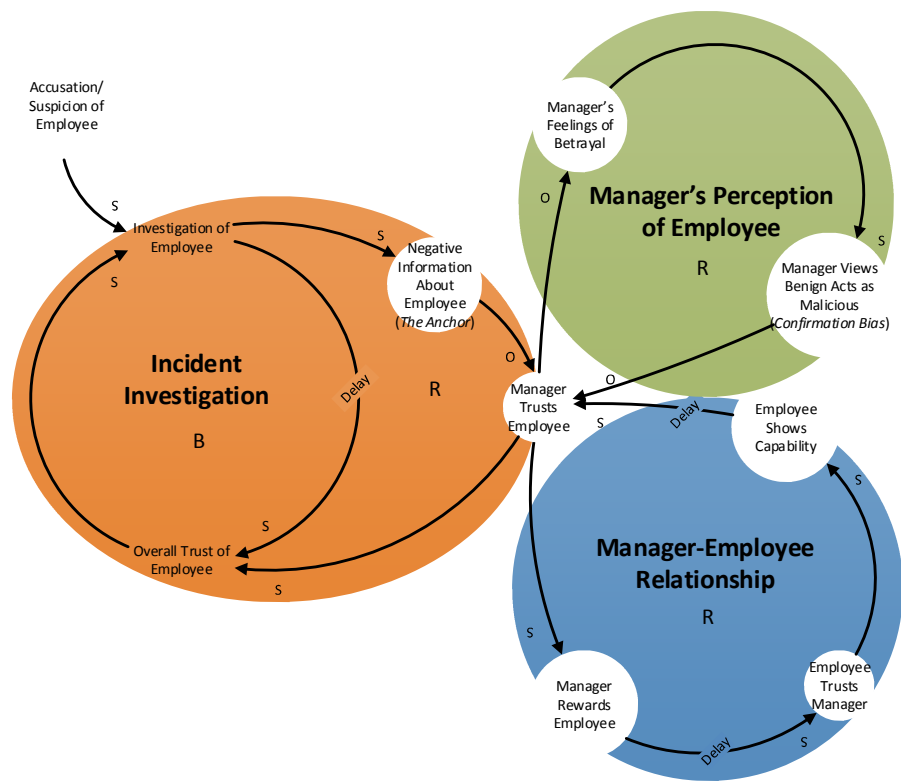 Accusation/
Suspicion of
Employee
S
Investigation of
Employee
S
S
Negative
Information
About
Employee
(The Anchor)
O
Incident
Investigation
B
R
Delay
S
Overall Trust of
Employee
S
Manager
Trusts
Employee
O
Manager's
Feelings of
Betrayal
Manager's Perception
of Employee
R
S
Manager Views
Benign Acts as
Malicious
(Confirmation Bias)
O
S
Delay
Employee
Shows
Capability
S
Manager-Employee
Relationship
R
S
Manager
Rewards
Employee
Delay
S
Employee
Trusts
Manager